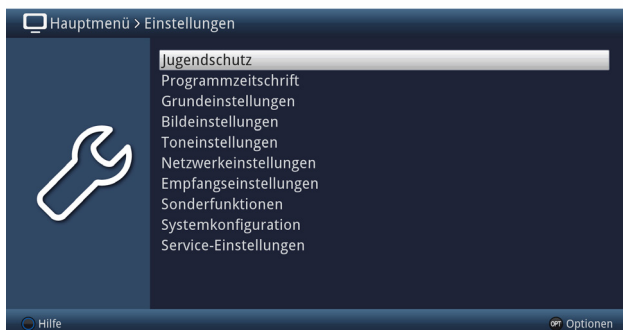 Hauptmenü > Einstellungen
Jugendschutz
Programmzeitschrift
Grundeinstellungen
Bildeinstellungen
Toneinstellungen
Netzwerkeinstellungen
Empfangseinstellungen
Sonderfunktionen
Systemkonfiguration
Service-Einstellungen
Hilfe
OPT Optionen